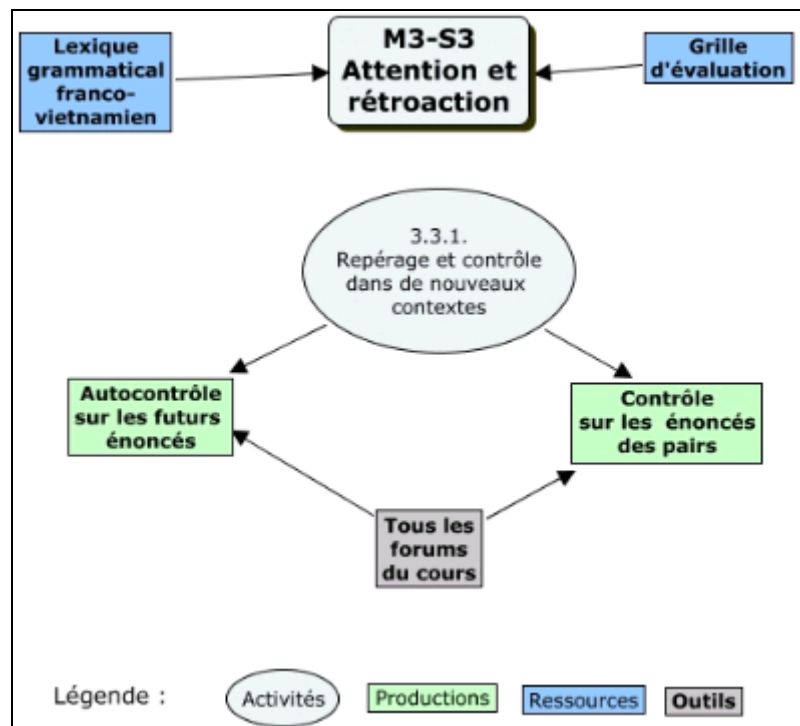 Lexique
grammatical
franco-
vietnamien
M3-S3
Attention et
rétroaction
Grille
d'évaluation
3.3.1.
Repérage et contrôle
dans de nouveaux
contextes
Autocontrôle
sur les futurs
énoncés
Contrôle
sur les énoncés
des pairs
Tous les
forums
du cours
Légende :
Activités
Productions
Ressources
Outils